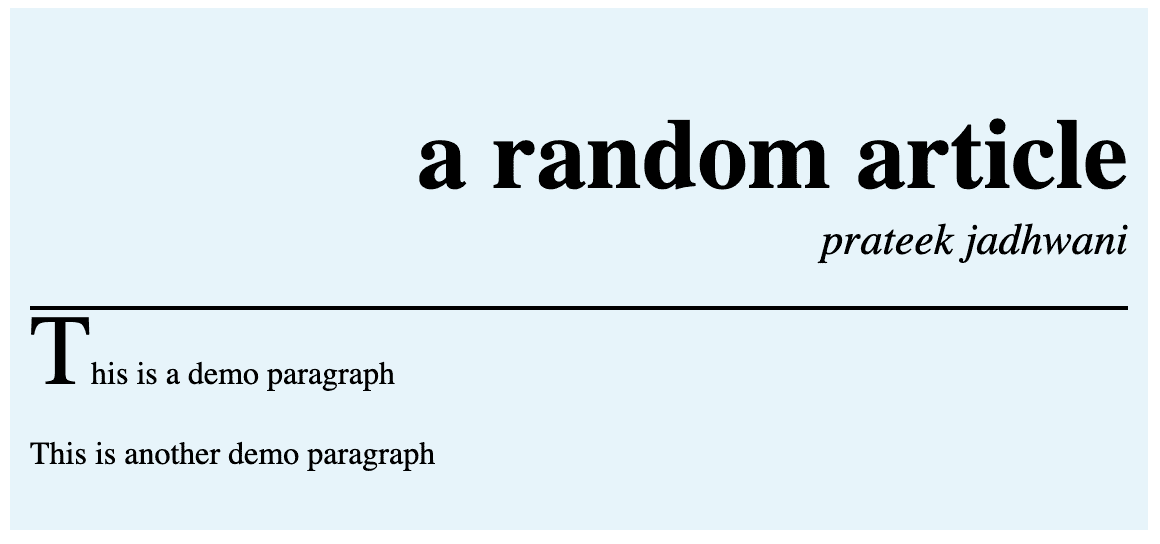 a random article
prateek jadhwani
This is a demo paragraph
This is another demo paragraph